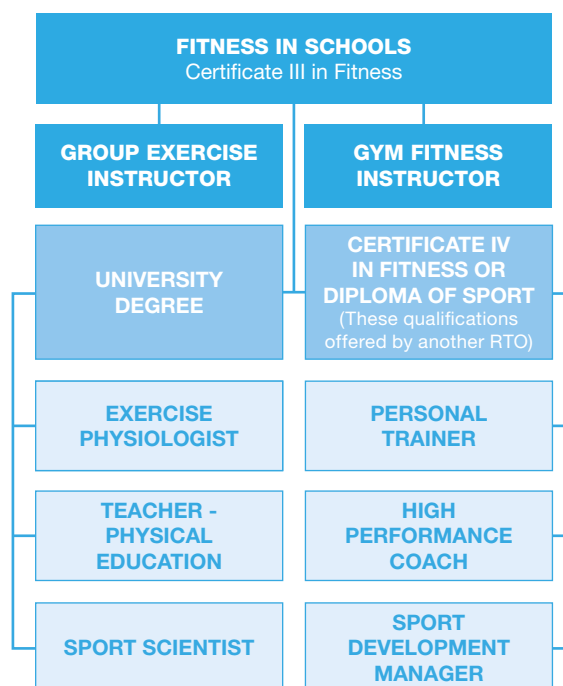 FITNESS IN SCHOOLS
Certificate III in Fitness
GROUP EXERCISE
INSTRUCTOR
GYM FITNESS
INSTRUCTOR
UNIVERSITY
DEGREE
CERTIFICATE IV
IN FITNESS OR
DIPLOMA OF SPORT
(These qualifications
offered by another RTO)
EXERCISE
PHYSIOLOGIST
PERSONAL
TRAINER
TEACHER -
PHYSICAL
EDUCATION
HIGH
PERFORMANCE
COACH
SPORT SCIENTIST
SPORT
DEVELOPMENT
MANAGER